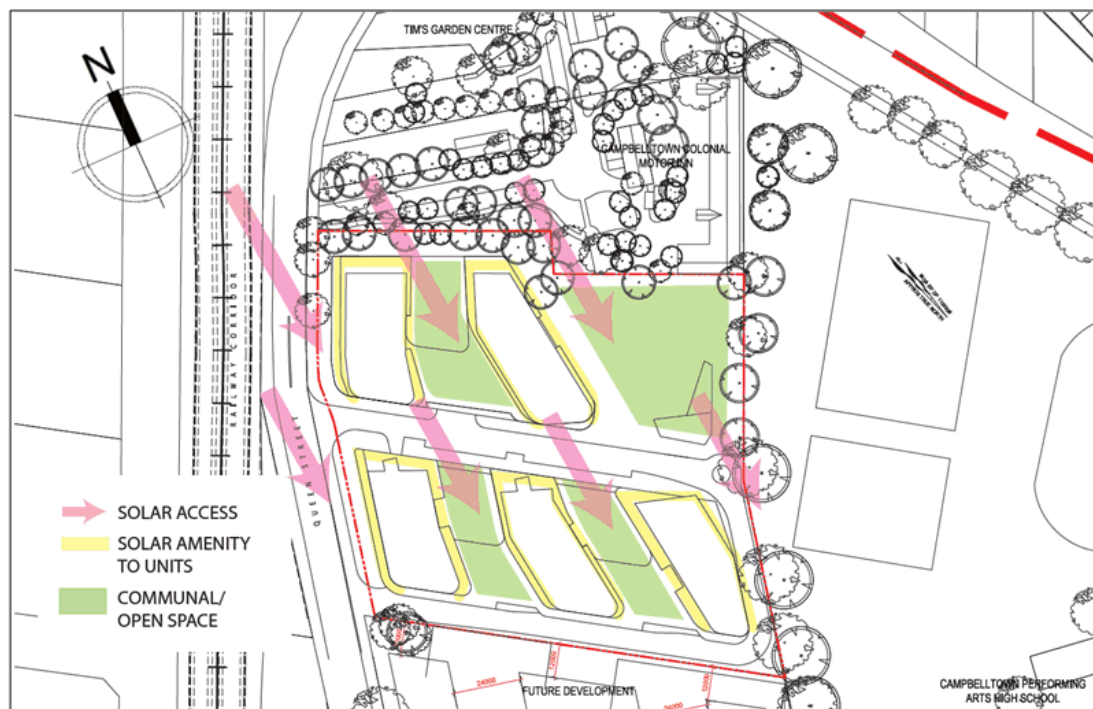 TIM'S GARDEN CENTRE
N
CAMPBELLTOWN COLONIAL
MOTOR INN
RAILWAY CORRIDOR
QUEEN STREET
SOLAR ACCESS
SOLAR AMENITY
TO UNITS
COMMUNAL/
OPEN SPACE
24000
12000
FUTURE DEVELOPMENT
CAMPBELLTOWN PERFORMING
ARTS HIGH SCHOOL